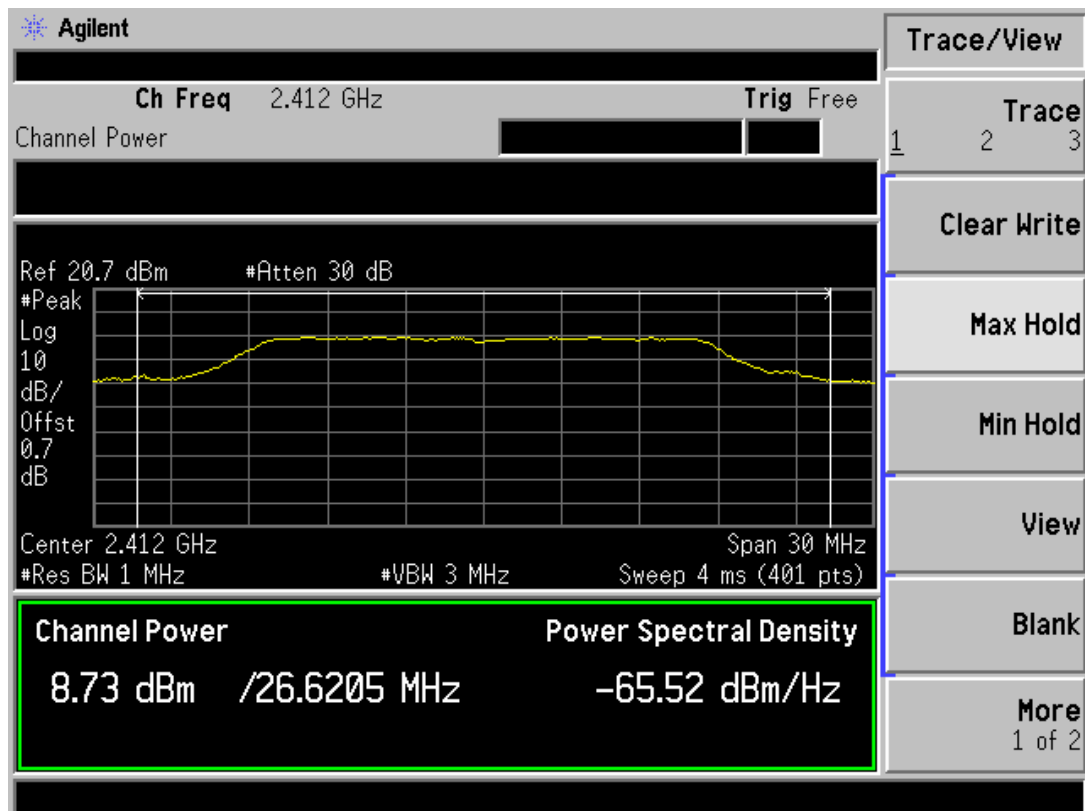 Agilent
Trace/View
Ch Freq 2.412 GHz Trig Free
Channel Power
Trace
1 2 3
Clear Write
Max Hold
Min Hold
View
Blank
More
1 of 2
Ref 20.7 dBm #Atten 30 dB
#Peak
Log
10
dB/
Offst
0.7
dB
Center 2.412 GHz Span 30 MHz
#Res BW 1 MHz #VBW 3 MHz Sweep 4 ms (401 pts)
Channel Power Power Spectral Density
8.73 dBm /26.6205 MHz -65.52 dBm/Hz